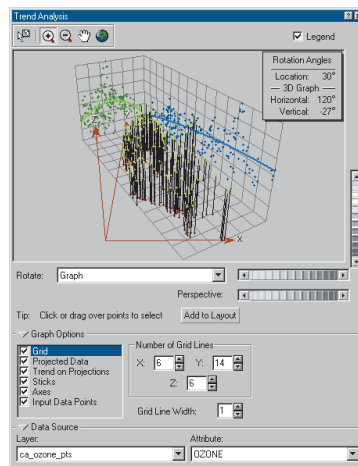 Trend Analysis
Legend
Rotation Angles
Location: 30°
3D Graph
Horizontal: 120°
Vertical: -27°
Z
X
Rotate: Graph
Perspective:
Tip: Click or drag over points to select Add to Layout
Graph Options
Grid
Projected Data
Trend on Projections
Sticks
Axes
Input Data Points
Number of Grid Lines
X: 6 Y: 14
Z: 6
Grid Line Width: 1
Data Source
Layer: Attribute:
ca_ozone_pts OZONE